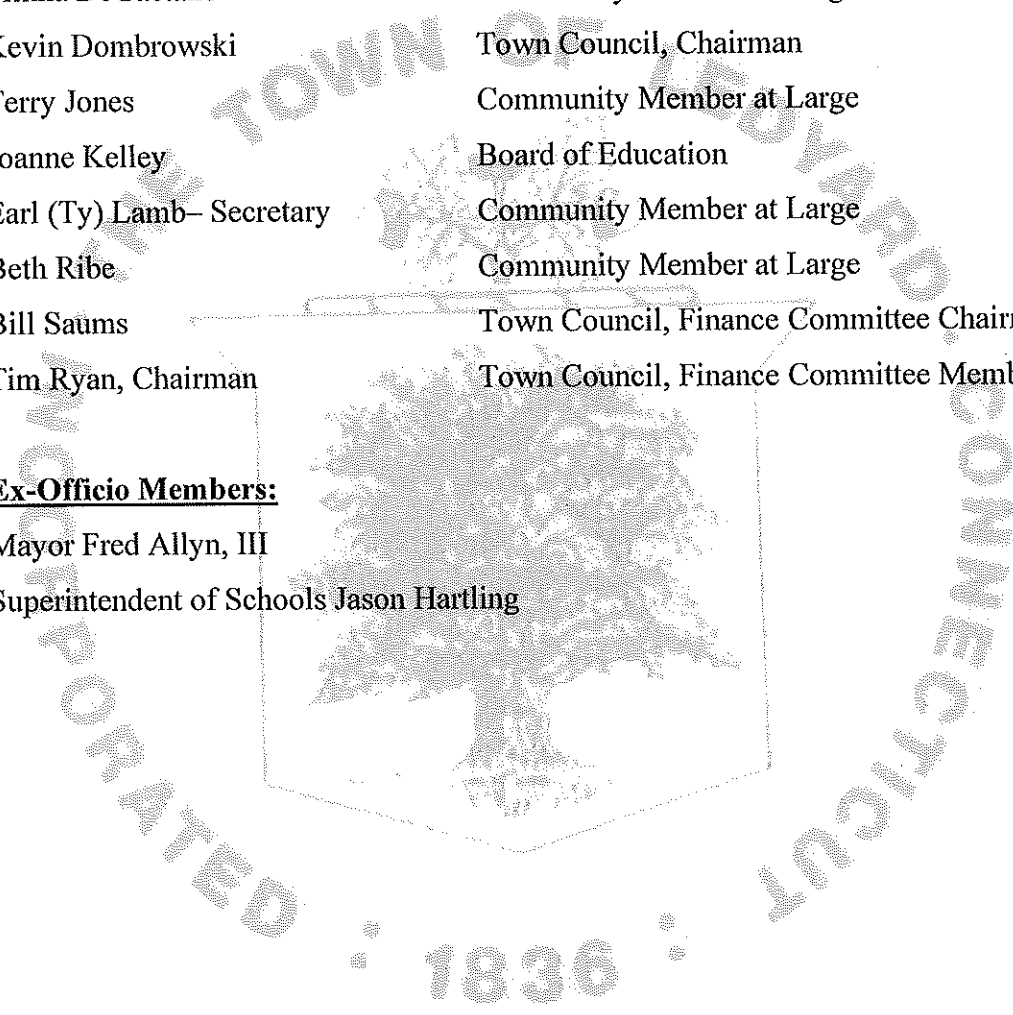 Kevin Dombrowski Town Council, Chairman
Terry Jones Community Member at Large
Joanne Kelley Board of Education
Earl (Ty) Lamb– Secretary Community Member at Large
Beth Ribe Community Member at Large
Bill Saums Town Council, Finance Committee
Tim Ryan, Chairman Town Council, Finance Committee
Ex-Officio Members:
Mayor Fred Allyn, III
Superintendent of Schools Jason Hartling
THE TOWN OF LEDYARD, CONNECTICUT
INCORPORATED
1836